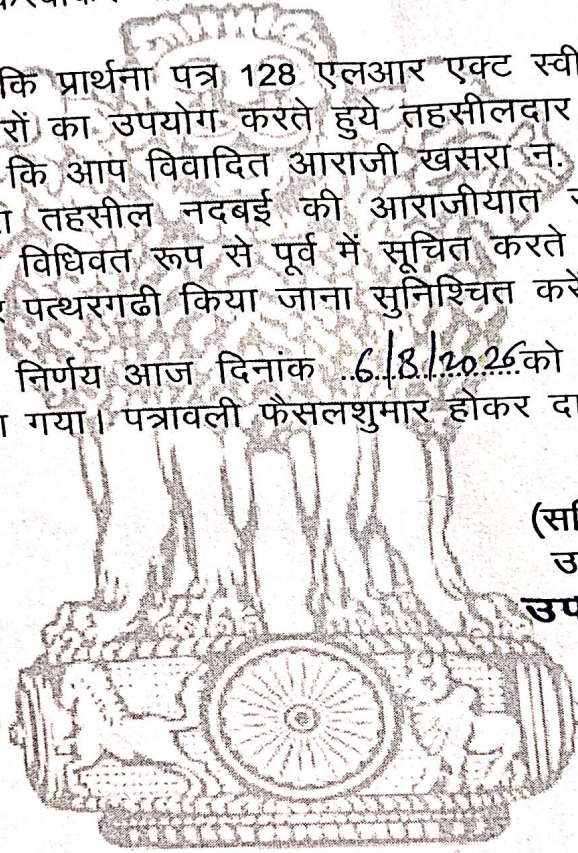 कि प्रार्थना पत्र 128 एलआर एक्ट स्वी
रों का उपयोग करते हुये तहसीलदार
कि आप विवादित आराजी खसरा न.
तहसील नदबई की आराजीयात
विधिवत रूप से पूर्व में सूचित करते
पत्थरगढी किया जाना सुनिश्चित करें
निर्णय आज दिनांक 6/8/2026 को
गया। पत्रावली फैसलशुमार होकर दा
(स
उ
उप